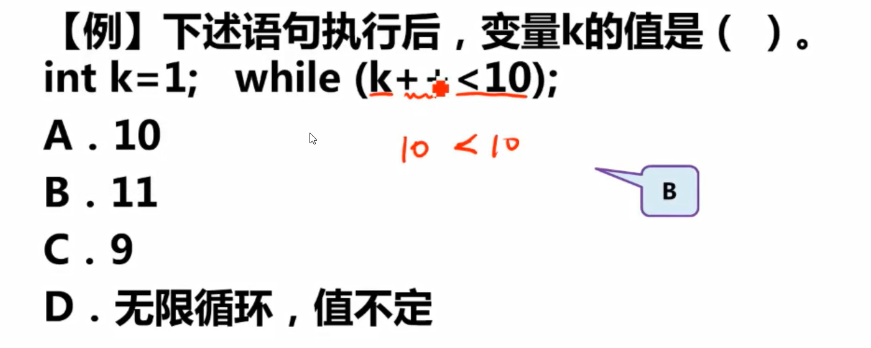 【例】下述语句执行后，变量k的值是（ ）。
int k=1; while (k++<10);
A．10
10 < 10
B．11
B
C．9
D．无限循环，值不定